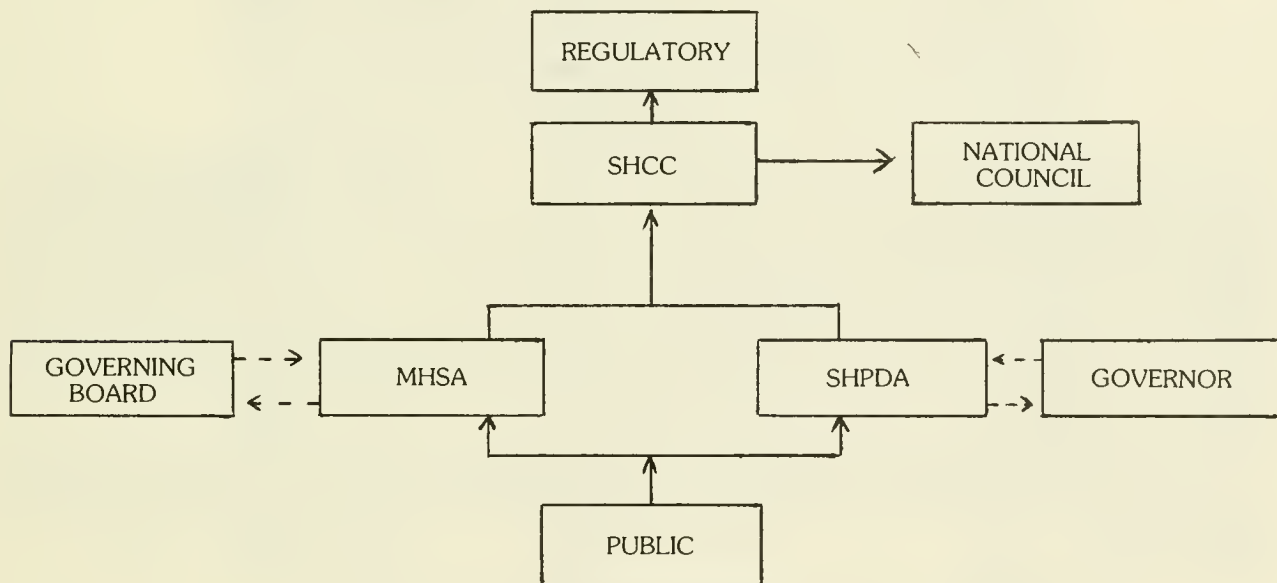 REGULATORY
SHCC
NATIONAL
COUNCIL
GOVERNING
BOARD
MHSA
SHPDA
GOVERNOR
PUBLIC